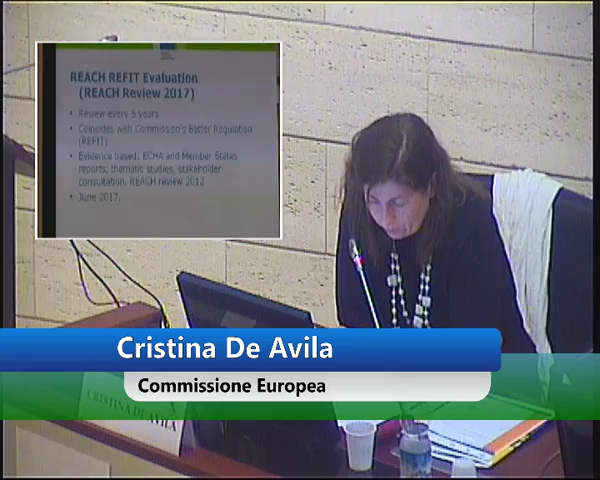 REACH REFIT Evaluation
(REACH Review 2017)
• Review every 5 years
• Coincides with Commission's Better Regulation
(REFIT)
• Evidence based: ECHA and Member States
reports, thematic studies, stakeholder
consultation, REACH review 2012
• June 2017.
Cristina De Avila
Commissione Europea
CRISTINA DE AVILA